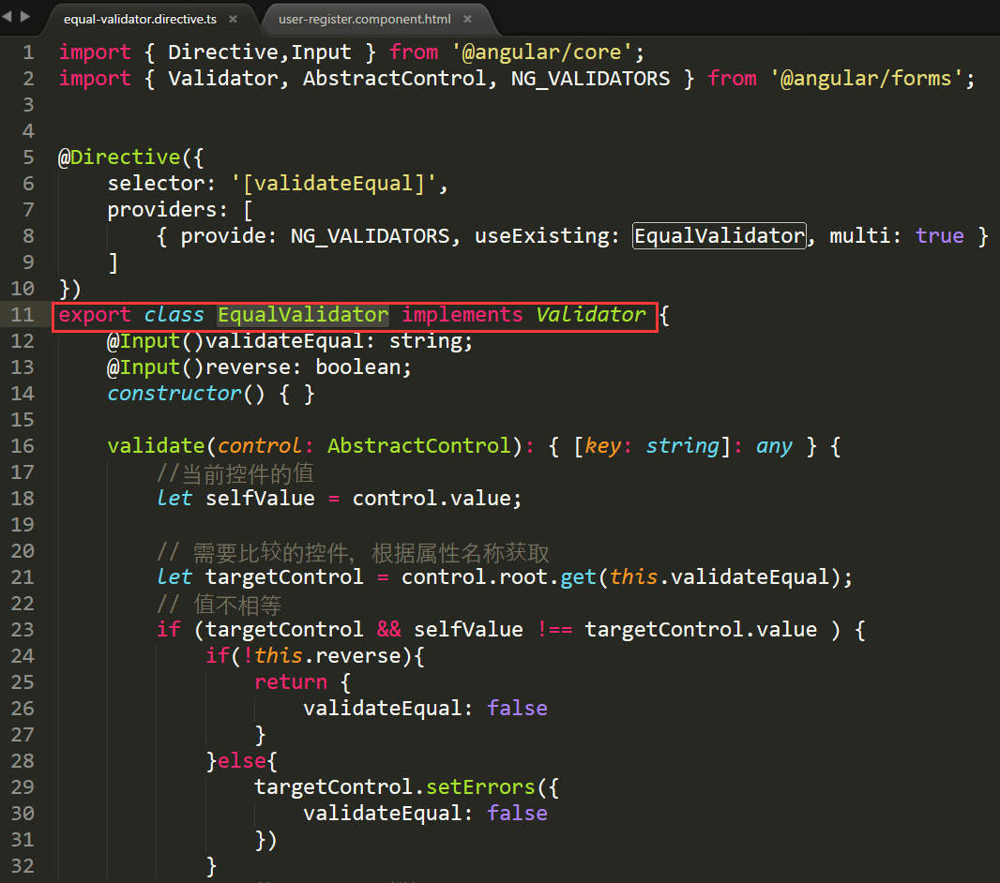 equal-validator.directive.ts × user-register.component.html ×
1 import { Directive,Input } from '@angular/core';
2 import { Validator, AbstractControl, NG_VALIDATORS } from '@angular/forms';
3
4
5 @Directive({
6 selector: '[validateEqual]',
7 providers: [
8 { provide: NG_VALIDATORS, useExisting: EqualValidator, multi: true }
9 ]
10 })
11 export class EqualValidator implements Validator {
12 @Input()validateEqual: string;
13 @Input()reverse: boolean;
14 constructor() { }
15
16 validate(control: AbstractControl): { [key: string]: any } {
17 //当前控件的值
18 let selfValue = control.value;
19
20 // 需要比较的控件，根据属性名称获取
21 let targetControl = control.root.get(this.validateEqual);
22 // 值不相等
23 if (targetControl && selfValue !== targetControl.value ) {
24 if(!this.reverse){
25 return {
26 validateEqual: false
27 }
28 }else{
29 targetControl.setErrors({
30 validateEqual: false
31 })
32 }